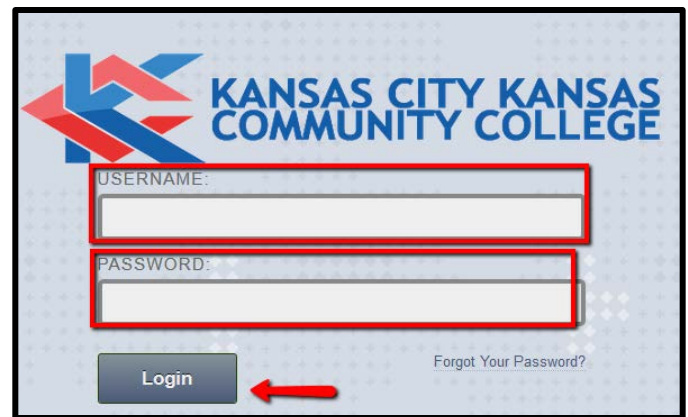 KANSAS CITY KANSAS
COMMUNITY COLLEGE
USERNAME:
PASSWORD:
Login
Forgot Your Password?